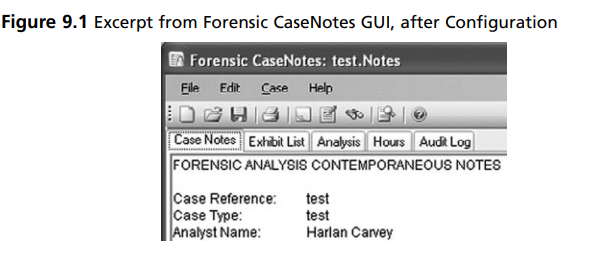 Figure 9.1 Excerpt from Forensic CaseNotes GUI, after Configuration
Forensic CaseNotes: test.Notes
File Edit Case Help
Case Notes Exhibit List Analysis Hours Audit Log
FORENSIC ANALYSIS CONTEMPORANEOUS NOTES
Case Reference: test
Case Type: test
Analyst Name: Harlan Carvey